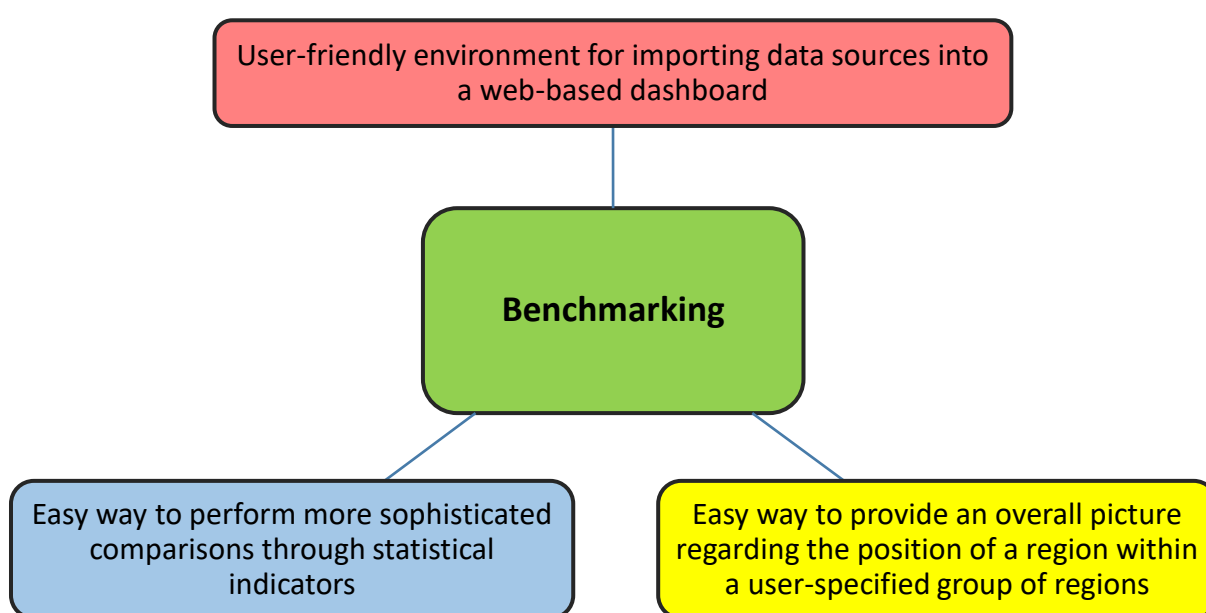 User-friendly environment for importing data sources into
a web-based dashboard
Benchmarking
Easy way to perform more sophisticated
comparisons through statistical
indicators
Easy way to provide an overall picture
regarding the position of a region within
a user-specified group of regions